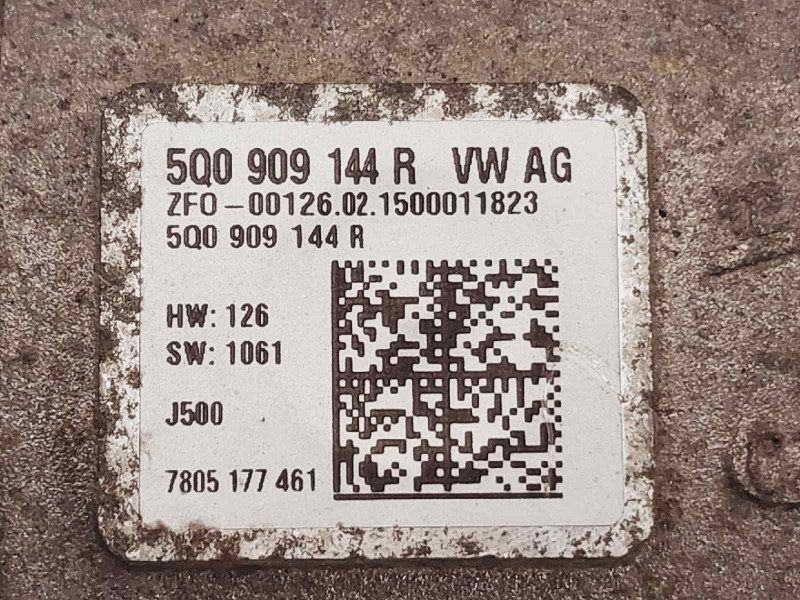 5Q0 909 144 R VW AG
ZFO-00126.02.1500011823
5Q0 909 144 R
HW: 126
SW: 1061
J500
7805 177 461